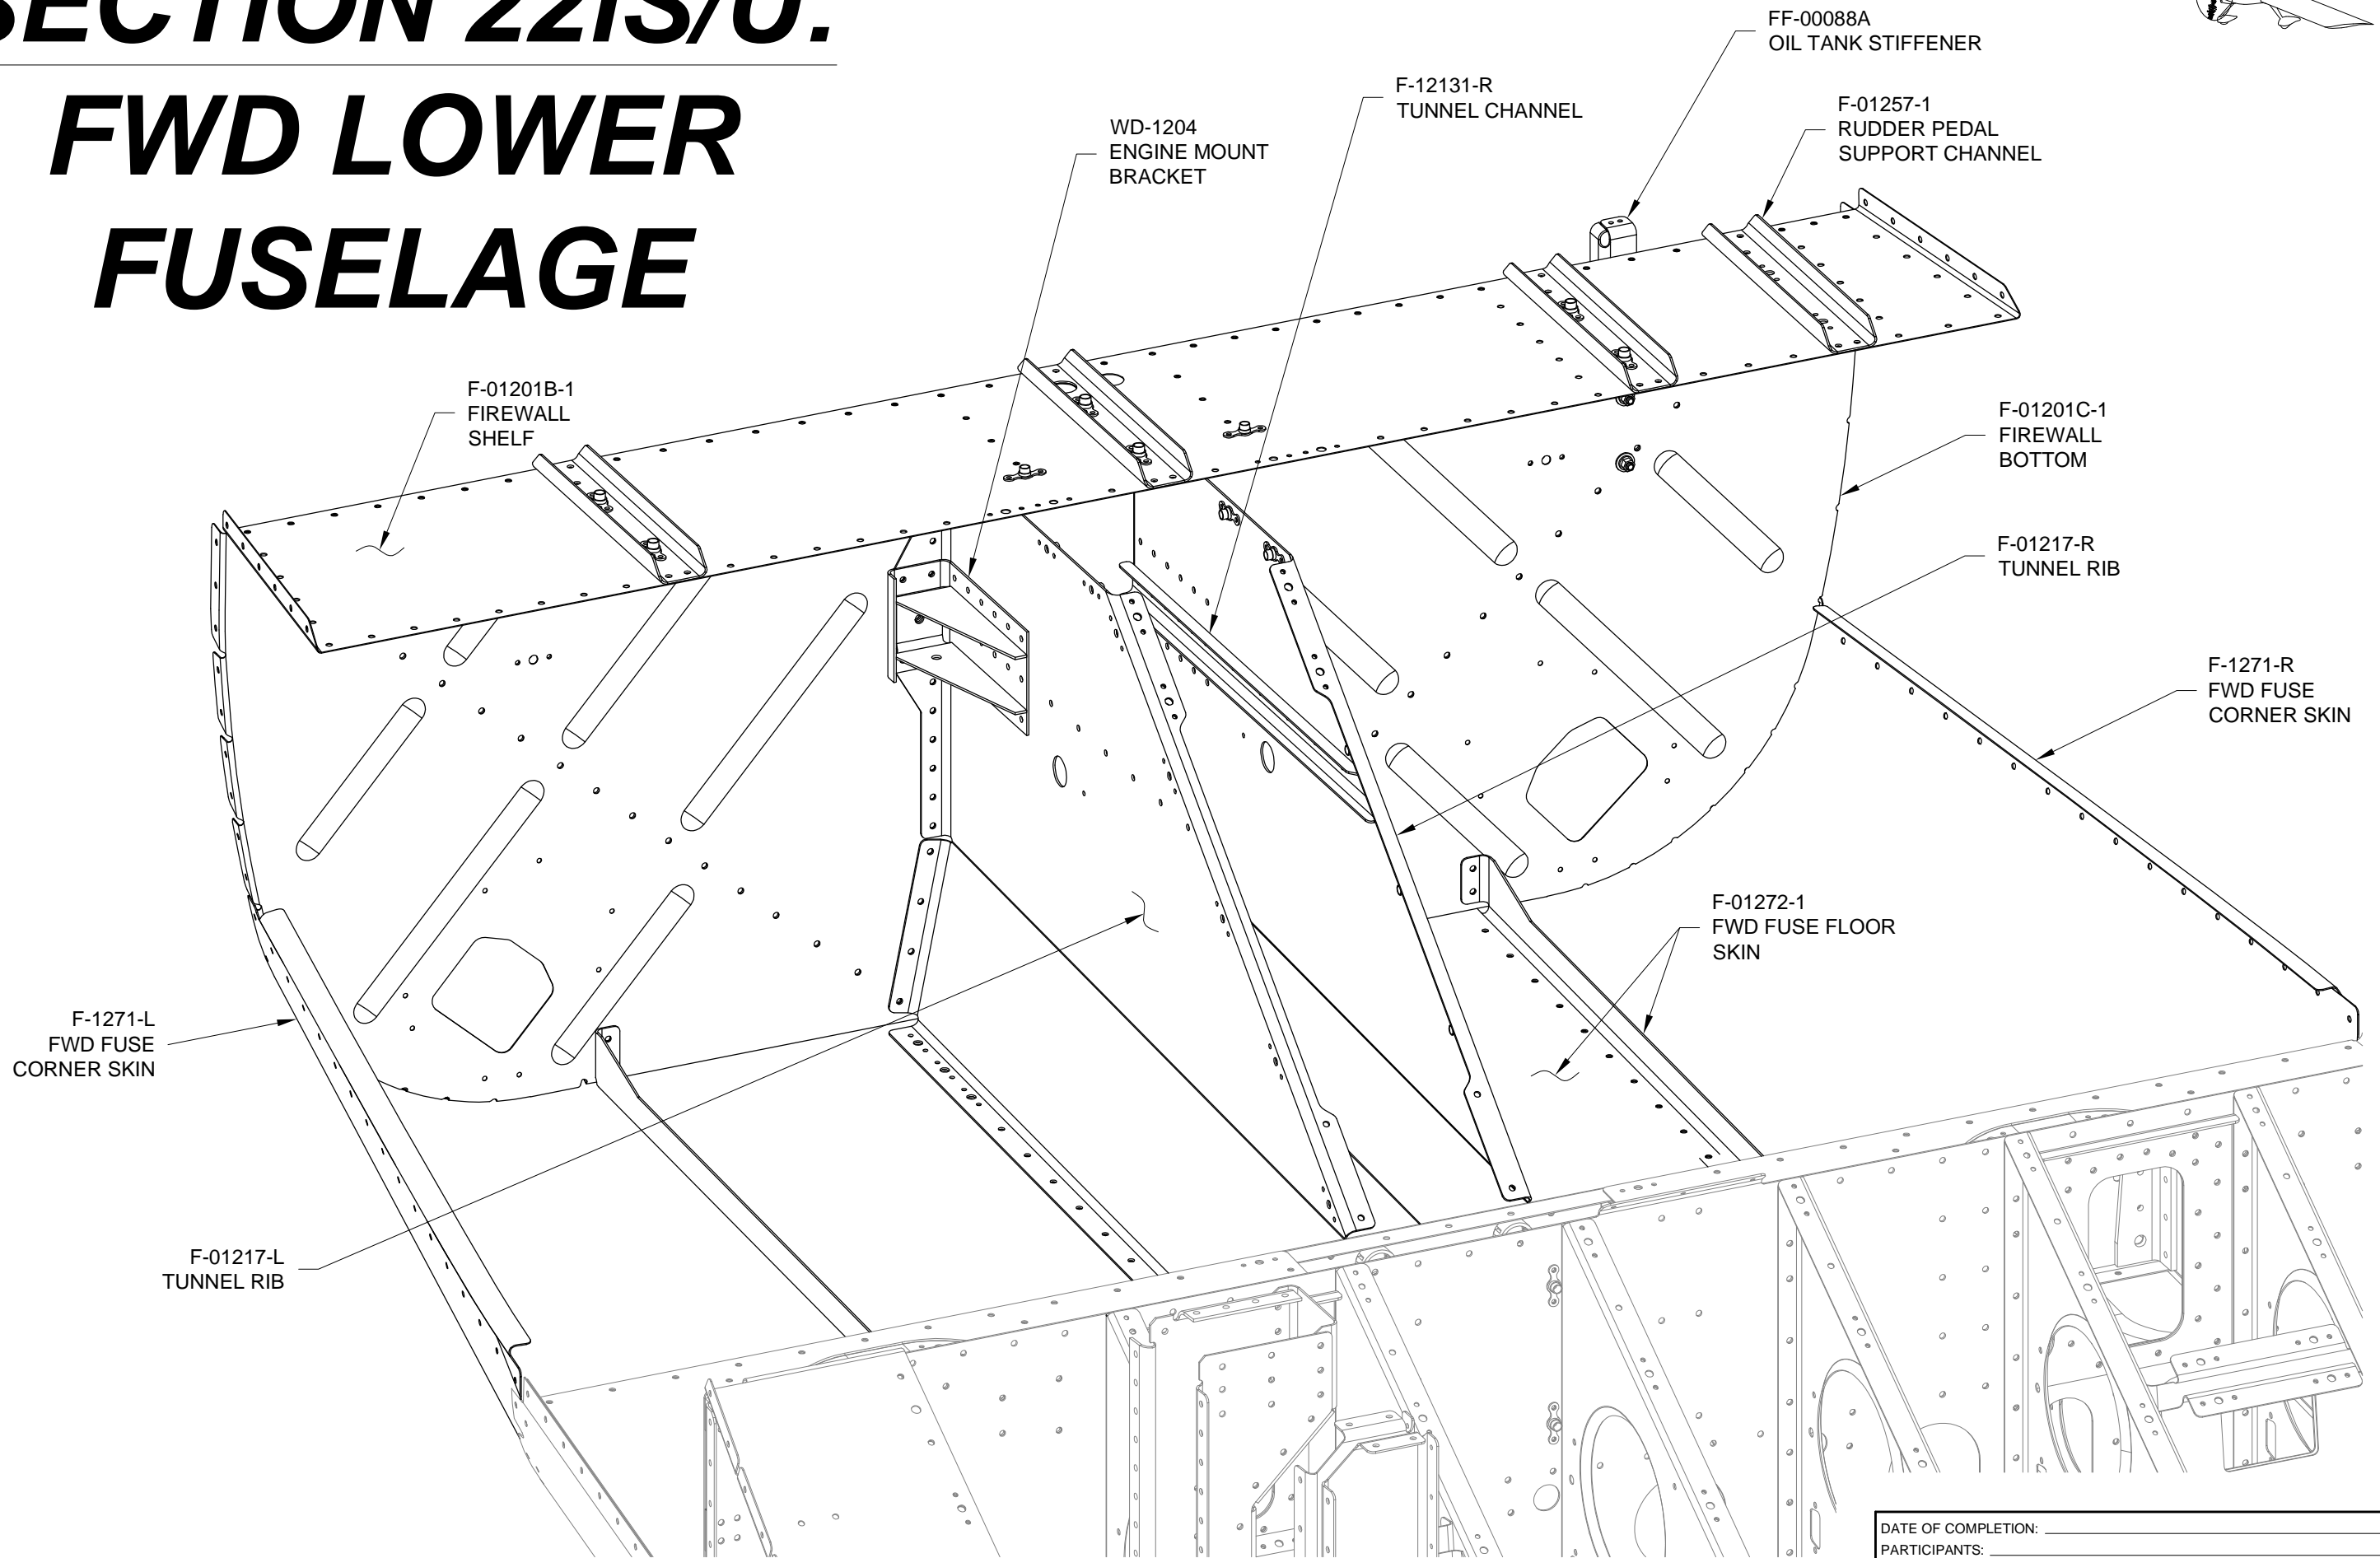 SECTION 22IS/U:
FWD LOWER
FUSELAGE
FF-00088A
OIL TANK STIFFENER
F-12131-R
TUNNEL CHANNEL
F-01257-1
RUDDER PEDAL
SUPPORT CHANNEL
WD-1204
ENGINE MOUNT
BRACKET
F-01201B-1
FIREWALL
SHELF
F-01201C-1
FIREWALL
BOTTOM
F-01217-R
TUNNEL RIB
F-1271-R
FWD FUSE
CORNER SKIN
F-01272-1
FWD FUSE FLOOR
SKIN
F-1271-L
FWD FUSE
CORNER SKIN
F-01217-L
TUNNEL RIB
DATE OF COMPLETION:
PARTICIPANTS: